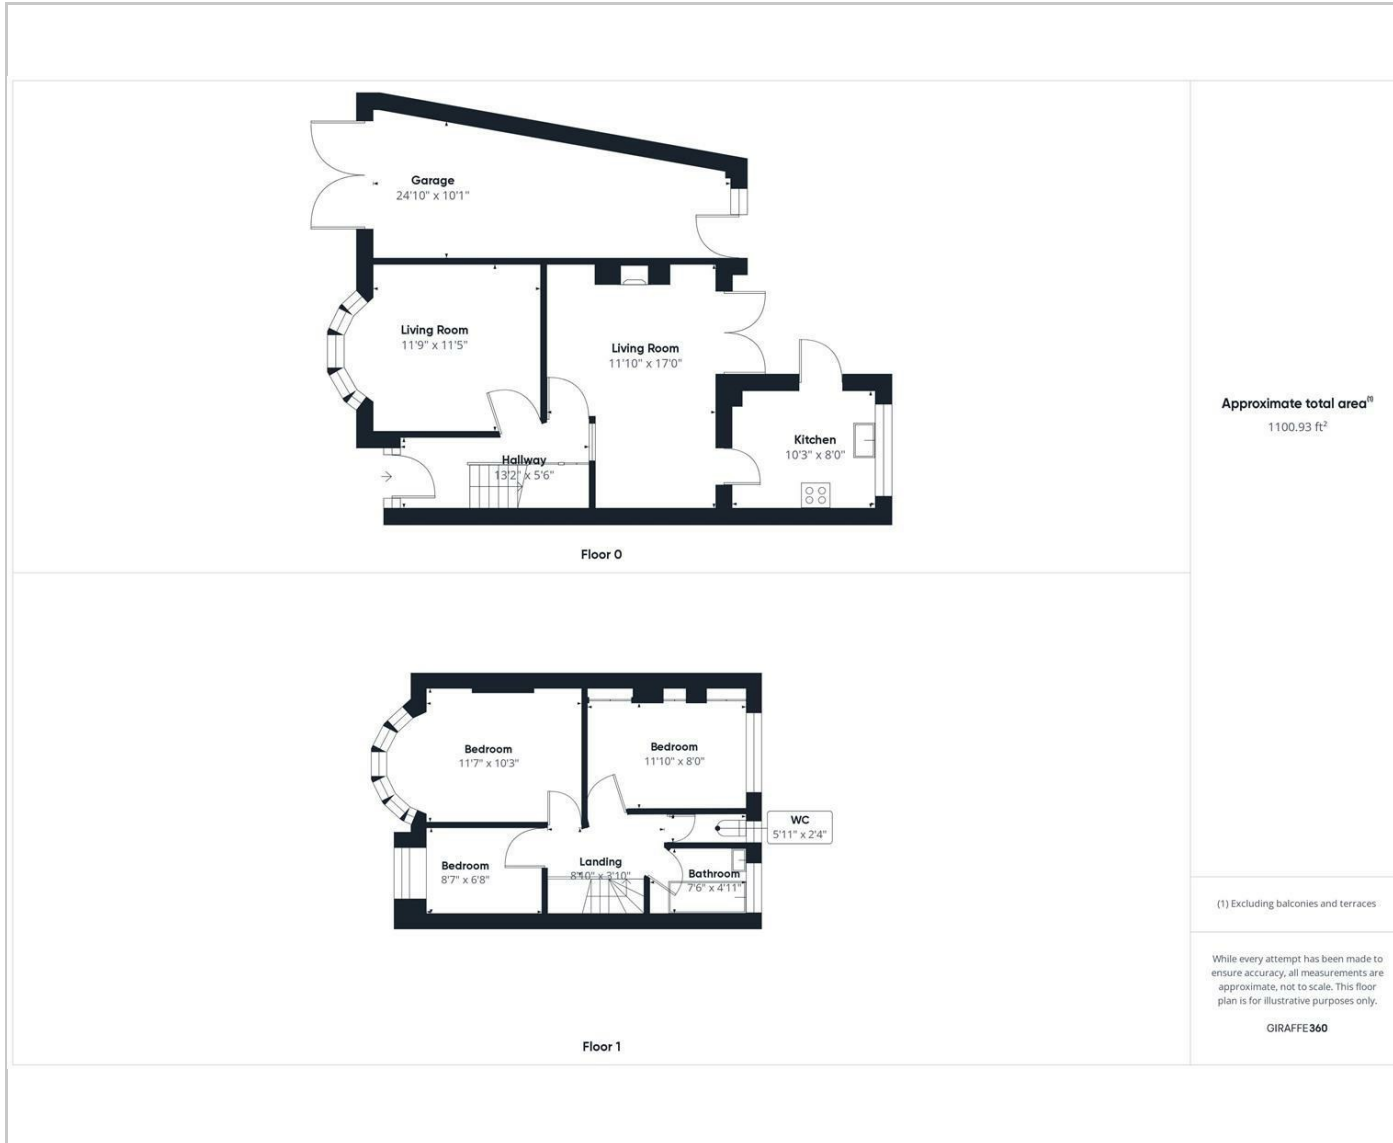 Garage
24'10" x 10'1"
Living Room
11'9" x 11'5"
Living Room
11'10" x 17'0"
Kitchen
10'3" x 8'0"
Hallway
13'2" x 5'6"
Floor 0
Approximate total area(1)
1100.93 ft²
Bedroom
11'7" x 10'3"
Bedroom
11'10" x 8'0"
WC
5'11" x 2'4"
Bedroom
8'7" x 6'8"
Landing
8'10" x 3'10"
Bathroom
7'6" x 4'11"
Floor 1
(1) Excluding balconies and terraces
While every attempt has been made to
ensure accuracy, all measurements are
approximate, not to scale. This floor
plan is for illustrative purposes only.
GIRAFFE360